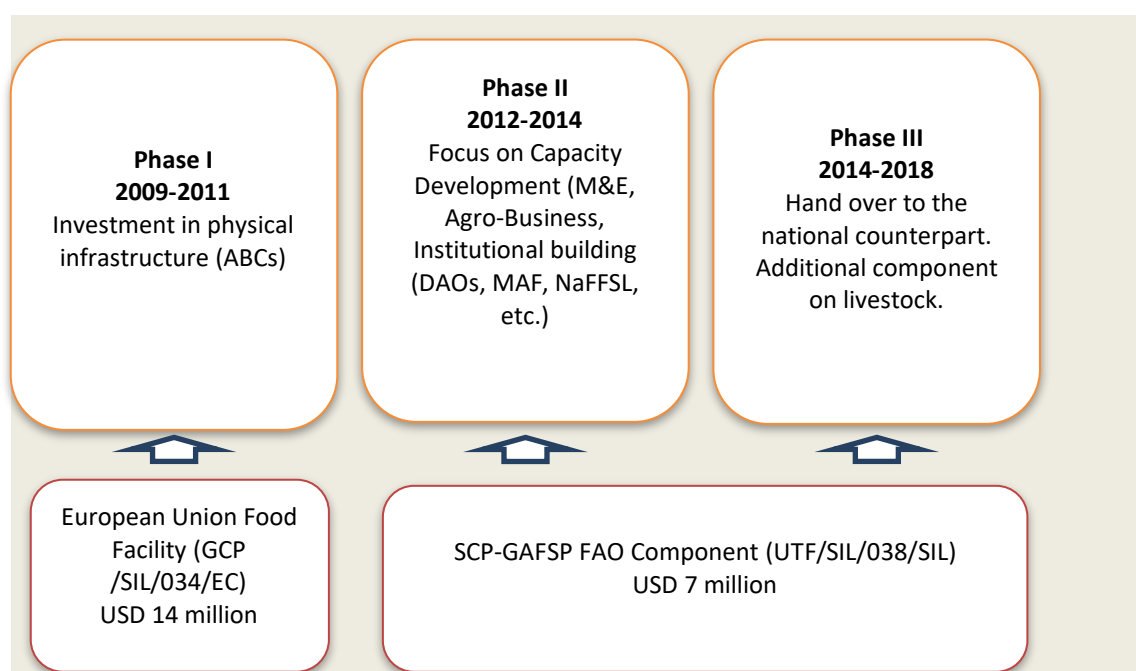 Phase I
2009-2011
Investment in physical
infrastructure (ABCs)
Phase II
2012-2014
Focus on Capacity
Development (M&E,
Agro-Business,
Institutional building
(DAOs, MAF, NaFFSL,
etc.)
Phase III
2014-2018
Hand over to the
national counterpart.
Additional component
on livestock.
European Union Food
Facility (GCP
/SIL/034/EC)
USD 14 million
SCP-GAFSP FAO Component (UTF/SIL/038/SIL)
USD 7 million